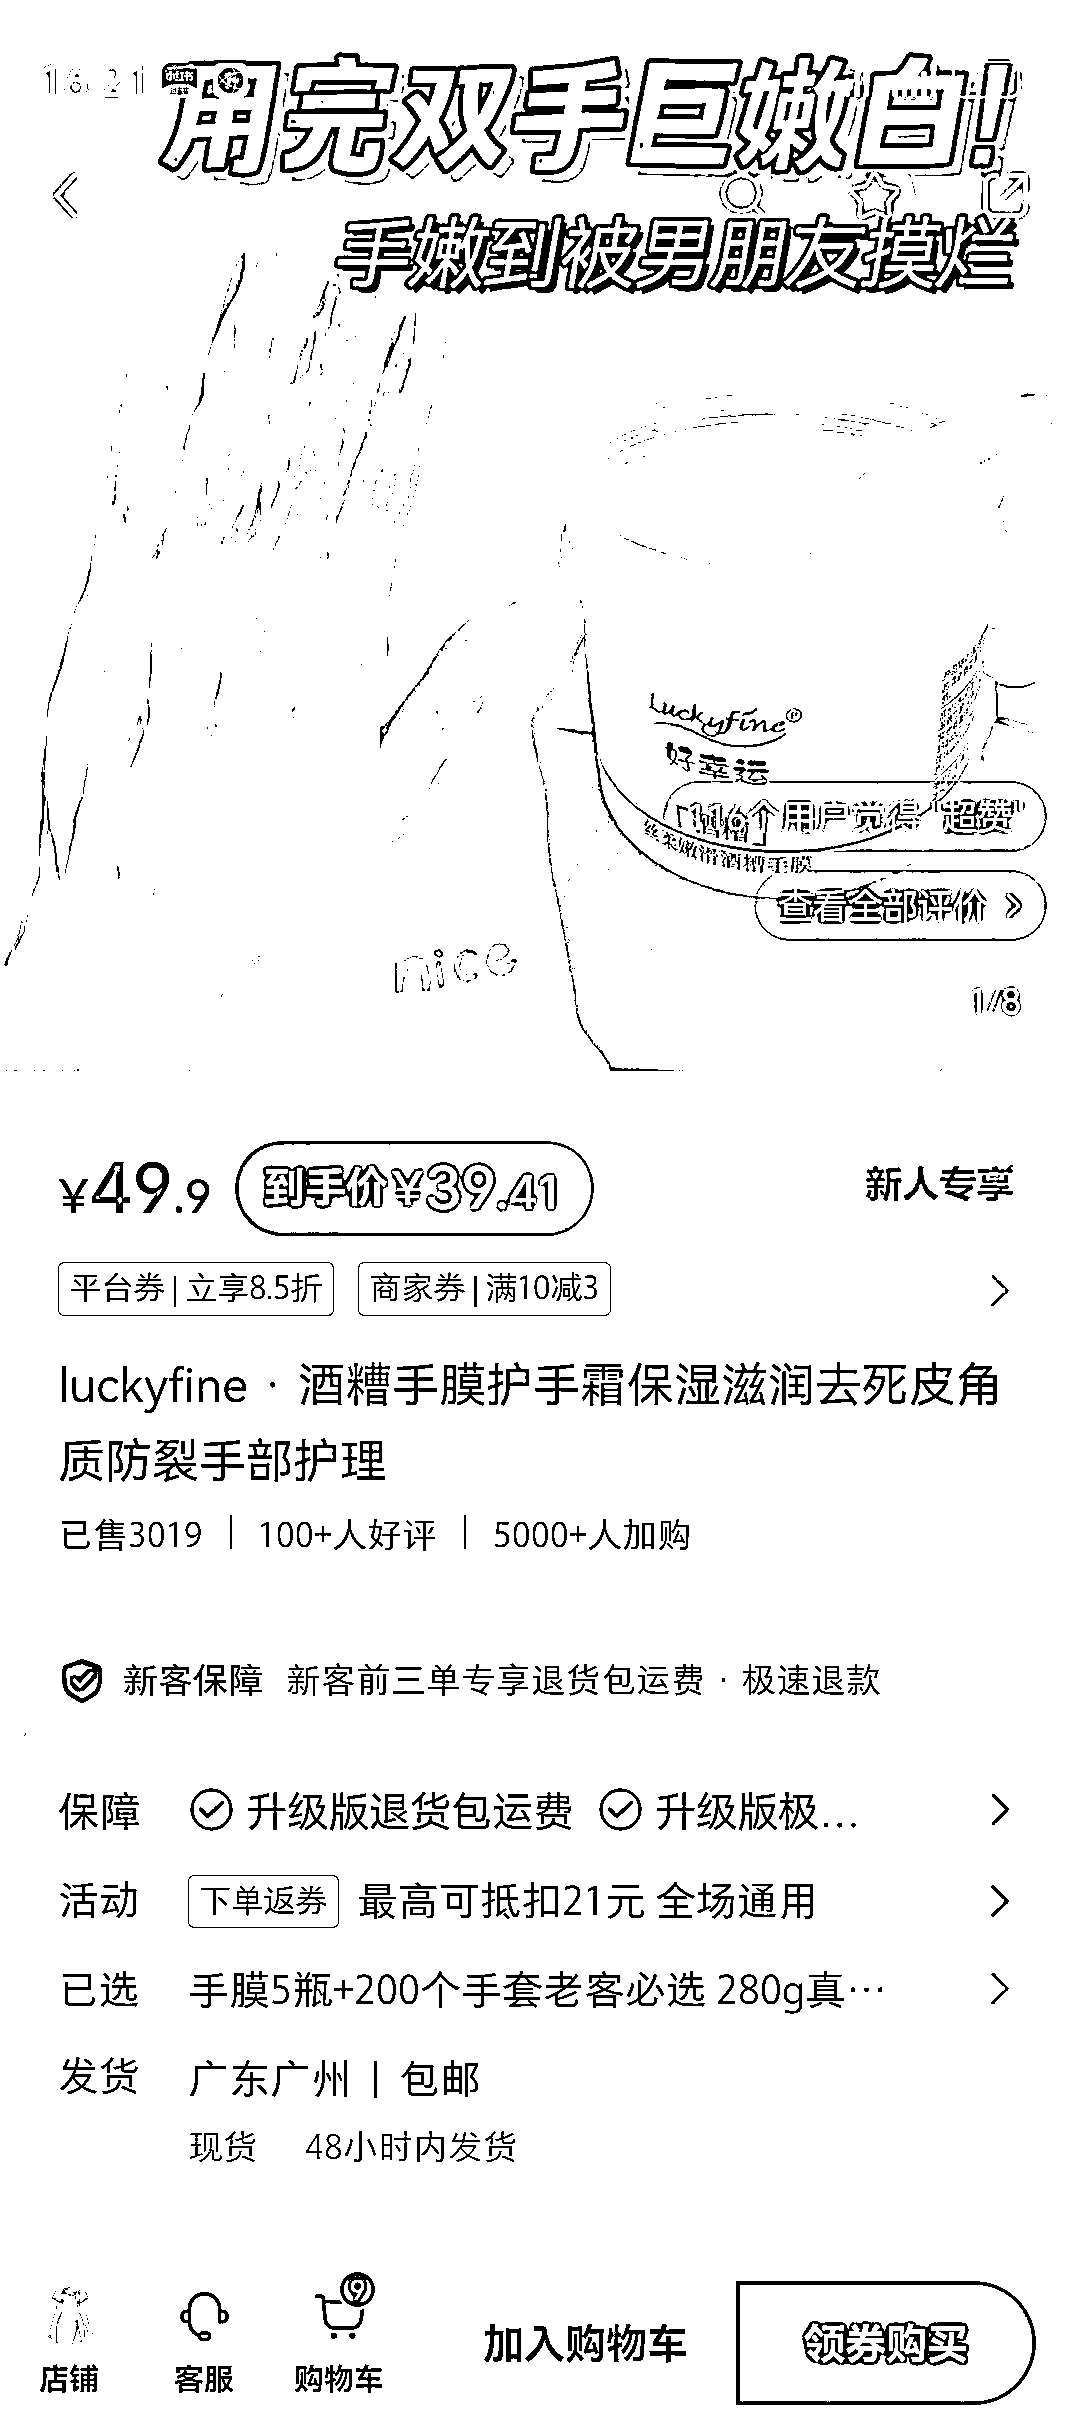 用完双手巨嫩白!
手嫩到被男朋友摸烂
Luckyfine®
好幸运
116个用户觉得"超赞"
丝柔嫩滑酒糟手膜
查看全部评价
nice
1/8
¥49.9 到手价¥39.41 新人专享
平台券|立享8.5折 商家券|满10减3
luckyfine · 酒糟手膜护手霜保湿滋润去死皮角
质防裂手部护理
已售3019 | 100+人好评 | 5000+人加购
新客保障 新客前三单专享退货包运费 · 极速退款
保障 升级版退货包运费 升级版极...
活动 下单返券 最高可抵扣21元 全场通用
已选 手膜5瓶+200个手套老客必选 280g真...
发货 广东广州 | 包邮
现货 48小时内发货
店铺 客服 购物车 9 加入购物车 领券购买